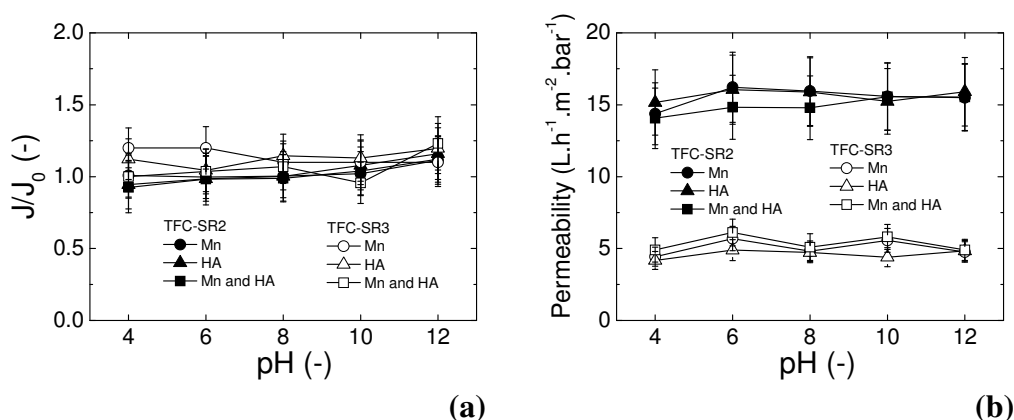 2.0
1.5
1.0
0.5
0.0
J/J0 (-)
TFC-SR2
Mn
HA
Mn and HA
TFC-SR3
Mn
HA
Mn and HA
4 6 8 10 12
pH (-)
(a)
20
15
10
5
0
Permeability (L.h-1.m-2.bar-1)
TFC-SR2
Mn
HA
Mn and HA
TFC-SR3
Mn
HA
Mn and HA
4 6 8 10 12
pH (-)
(b)